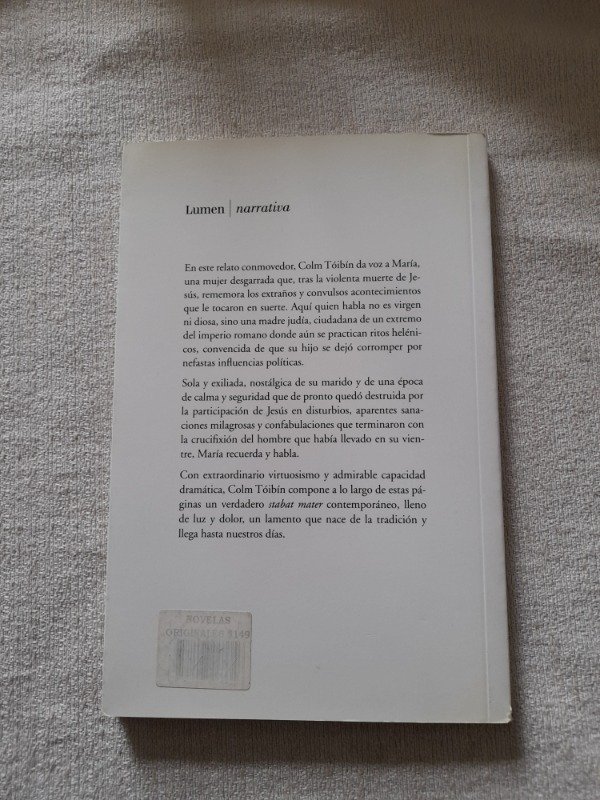 Lumen | narrativa
En este relato conmovedor, Colm Tóibín da voz a María,
una mujer desgarrada que, tras la violenta muerte de Je-
sús, rememora los extraños y convulsos acontecimientos
que le tocaron en suerte. Aquí quien habla no es virgen
ni diosa, sino una madre judía, ciudadana de un extremo
del imperio romano donde aún se practican ritos heléni-
cos, convencida de que su hijo se dejó corromper por
nefastas influencias políticas.
Sola y exiliada, nostálgica de su marido y de una época
de calma y seguridad que de pronto quedó destruida por
la participación de Jesús en disturbios, aparentes sana-
ciones milagrosas y confabulaciones que terminaron con
la crucifixión del hombre que había llevado en su vien-
tre, María recuerda y habla.
Con extraordinario virtuosismo y admirable capacidad
dramática, Colm Tóibín compone a lo largo de estas pá-
ginas un verdadero stabat mater contemporáneo, lleno
de luz y dolor, un lamento que nace de la tradición y
llega hasta nuestros días.
NOVELAS
ORIGINALES $149